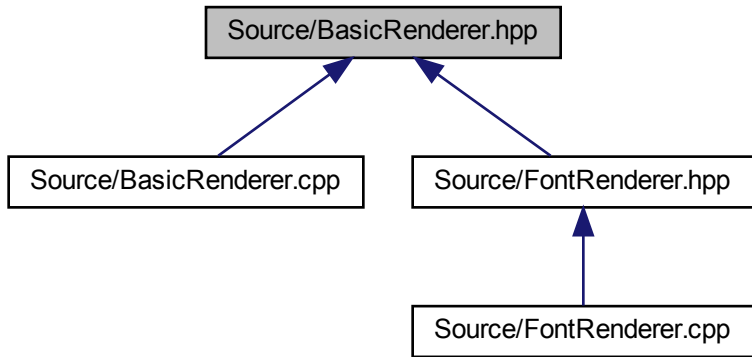 Source/BasicRenderer.hpp
Source/BasicRenderer.cpp
Source/FontRenderer.hpp
Source/FontRenderer.cpp